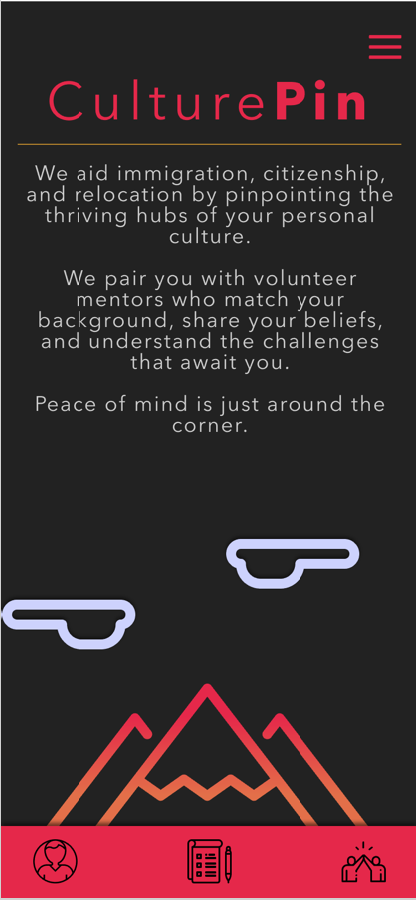 CulturePin
We aid immigration, citizenship,
and relocation by pinpointing the
thriving hubs of your personal
culture.
We pair you with volunteer
mentors who match your
background, share your beliefs,
and understand the challenges
that await you.
Peace of mind is just around the
corner.